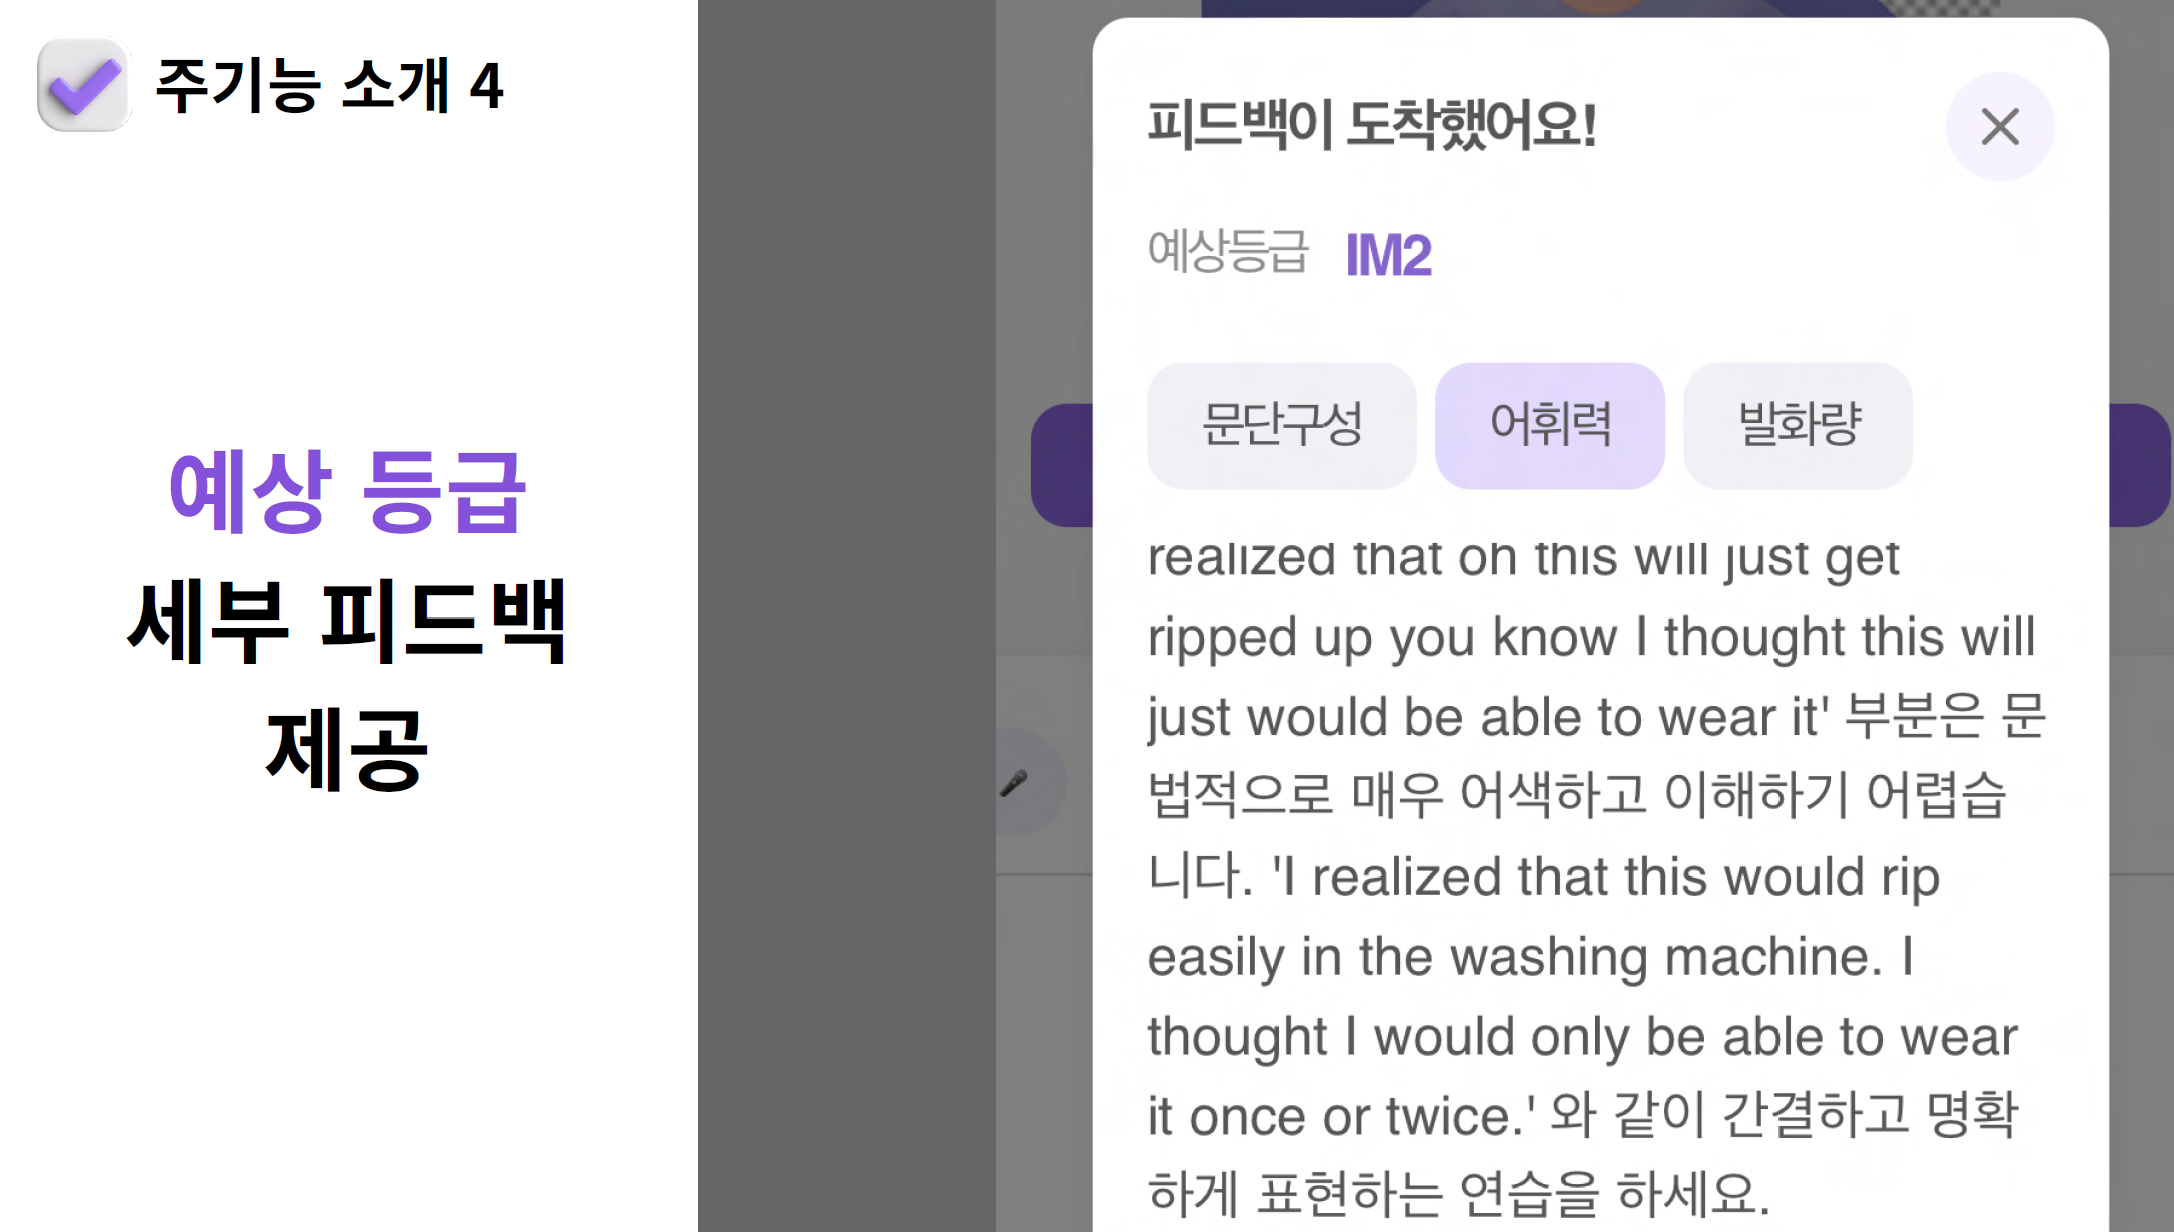 주기능 소개 4
예상 등급
세부 피드백
제공
피드백이 도착했어요!
예상등급 IM2
문단구성 어휘력 발화량
realized that on this will just get
ripped up you know I thought this will
just would be able to wear it' 부분은 문
법적으로 매우 어색하고 이해하기 어렵습
니다. 'I realized that this would rip
easily in the washing machine. I
thought I would only be able to wear
it once or twice.' 와 같이 간결하고 명확
하게 표현하는 연습을 하세요.